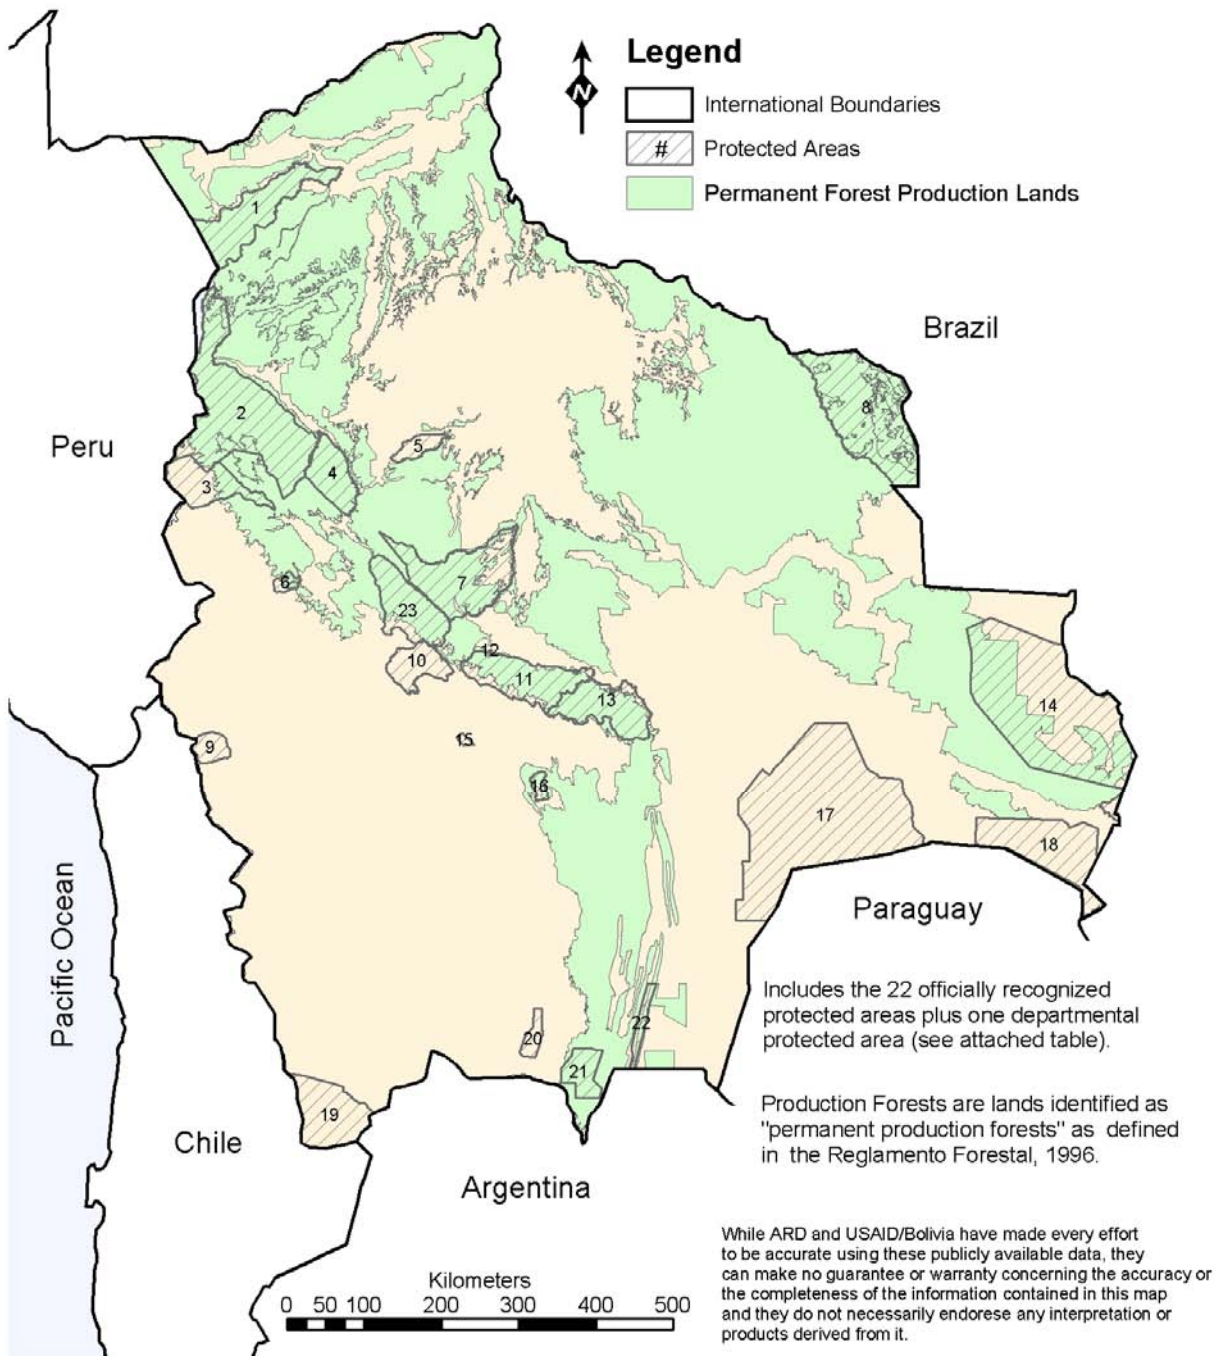 Legend
N
International Boundaries
# Protected Areas
Permanent Forest Production Lands
1
Brazil
2
8
Peru
5
4
3
6
7
23
12
10
11
13
14
9
15
16
17
18
Paraguay
Pacific Ocean
Includes the 22 officially recognized
protected areas plus one departmental
protected area (see attached table).
22
20
21
19
Production Forests are lands identified as
"permanent production forests" as defined
in the Reglamento Forestal, 1996.
Chile
Argentina
While ARD and USAID/Bolivia have made every effort
to be accurate using these publicly available data, they
can make no guarantee or warranty concerning the accuracy or
the completeness of the information contained in this map
and they do not necessarily endorese any interpretation or
products derived from it.
Kilometers
0 50 100 200 300 400 500